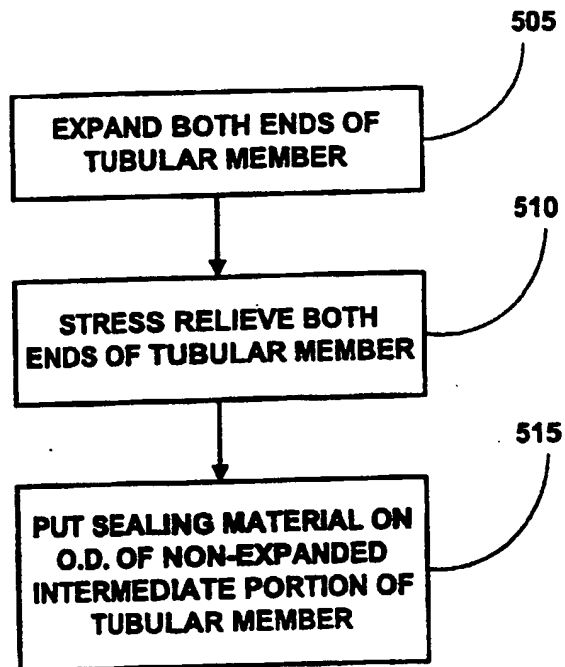 505
EXPAND BOTH ENDS OF
TUBULAR MEMBER
510
STRESS RELIEVE BOTH
ENDS OF TUBULAR MEMBER
515
PUT SEALING MATERIAL ON
O.D. OF NON-EXPANDED
INTERMEDIATE PORTION OF
TUBULAR MEMBER